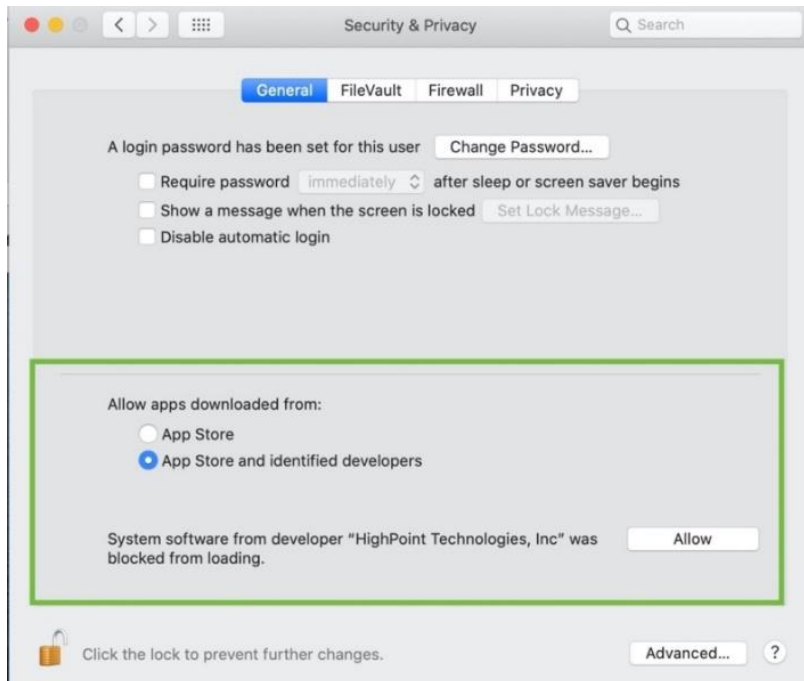 Security & Privacy
Search
General FileVault Firewall Privacy
A login password has been set for this user Change Password...
Require password immediately after sleep or screen saver begins
Show a message when the screen is locked Set Lock Message...
Disable automatic login
Allow apps downloaded from:
App Store
App Store and identified developers
System software from developer “HighPoint Technologies, Inc” was Allow
blocked from loading.
Click the lock to prevent further changes. Advanced... ?